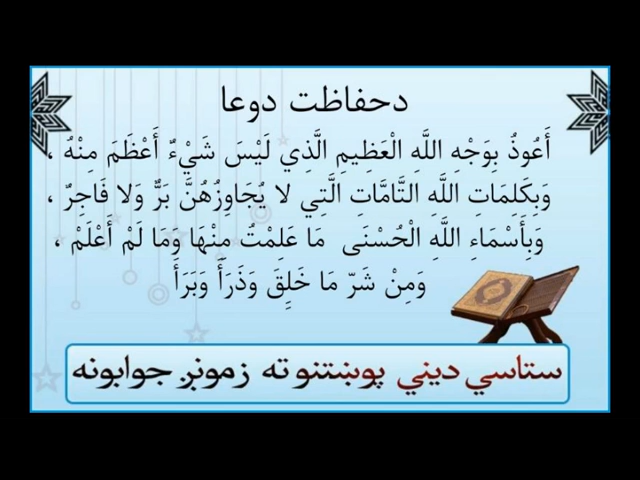 دحفاظت دوعا
أَعُوذُ بِوَجْهِ اللَّهِ الْعَظِيمِ الَّذِي لَيْسَ شَيْءٌ أَعْظَمَ مِنْهُ ،
وَبِكَلِمَاتِ اللَّهِ التَّامَّاتِ الَّتِي لا يُجَاوِزُهُنَّ بَرٌّ وَلا فَاجِرٌ ،
وَبِأَسْمَاءِ اللَّهِ الْحُسْنَى مَا عَلِمْتُ مِنْهَا وَمَا لَمْ أَعْلَمْ ،
وَمِنْ شَرّ مَا خَلِقَ وَذَرَأَ وَبَرَأَ
ستاسي ديني پوښتنو ته زمونږ جوابونه